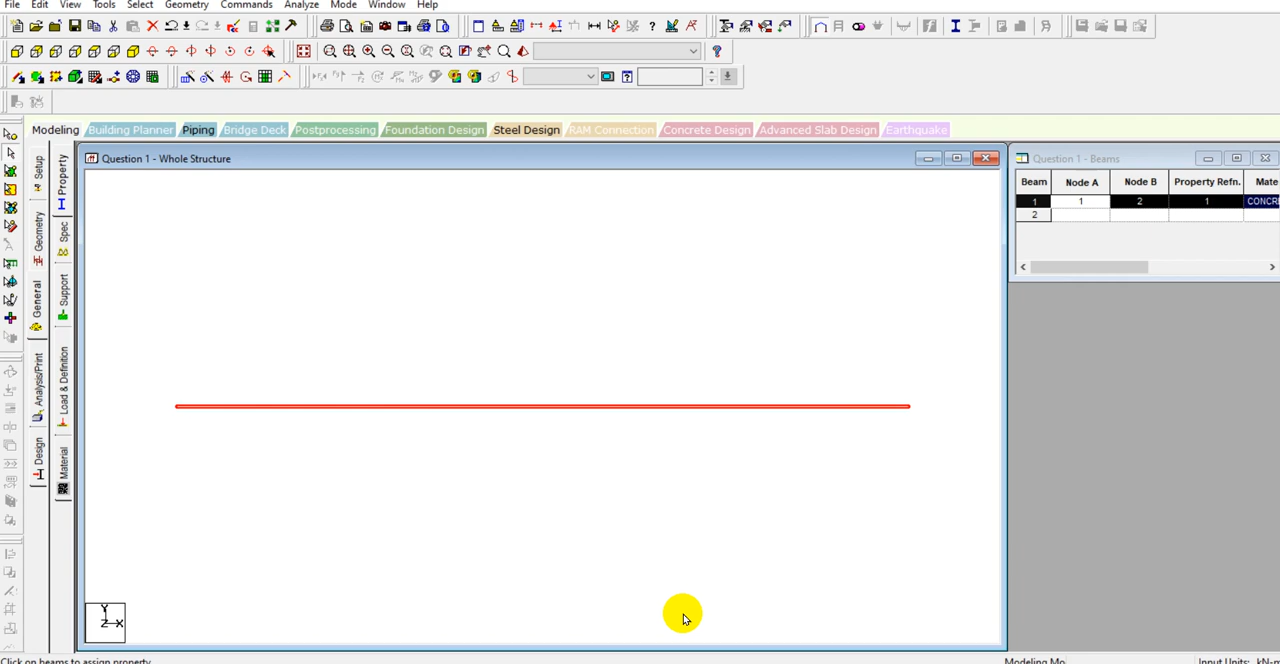 File Edit View Tools Select Geometry Commands Analyze Mode Window Help
Modeling Building Planner Piping Bridge Deck Postprocessing Foundation Design Steel Design RAM Connection Concrete Design Advanced Slab Design Earthquake
Setup
Geometry
General
Analysis/Print
Design
Property
Spec
Support
Load & Definition
Material
Question 1 - Whole Structure
Y
Z X
Question 1 - Beams
Beam Node A Node B Property Refn. Mate
1 1 2 1 CONCRE
2
Click on beams to assign property Modeling Mo Input Units: kN-m